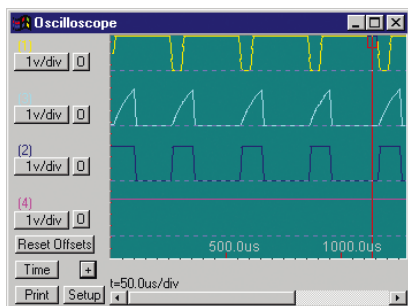 Oscilloscope
(1)
1v/div 0
1v/div 0
(2)
1v/div 0
(4)
1v/div 0
Reset Offsets
500.0us 1000.0us
Time +
t=50.0us/div
Print Setup